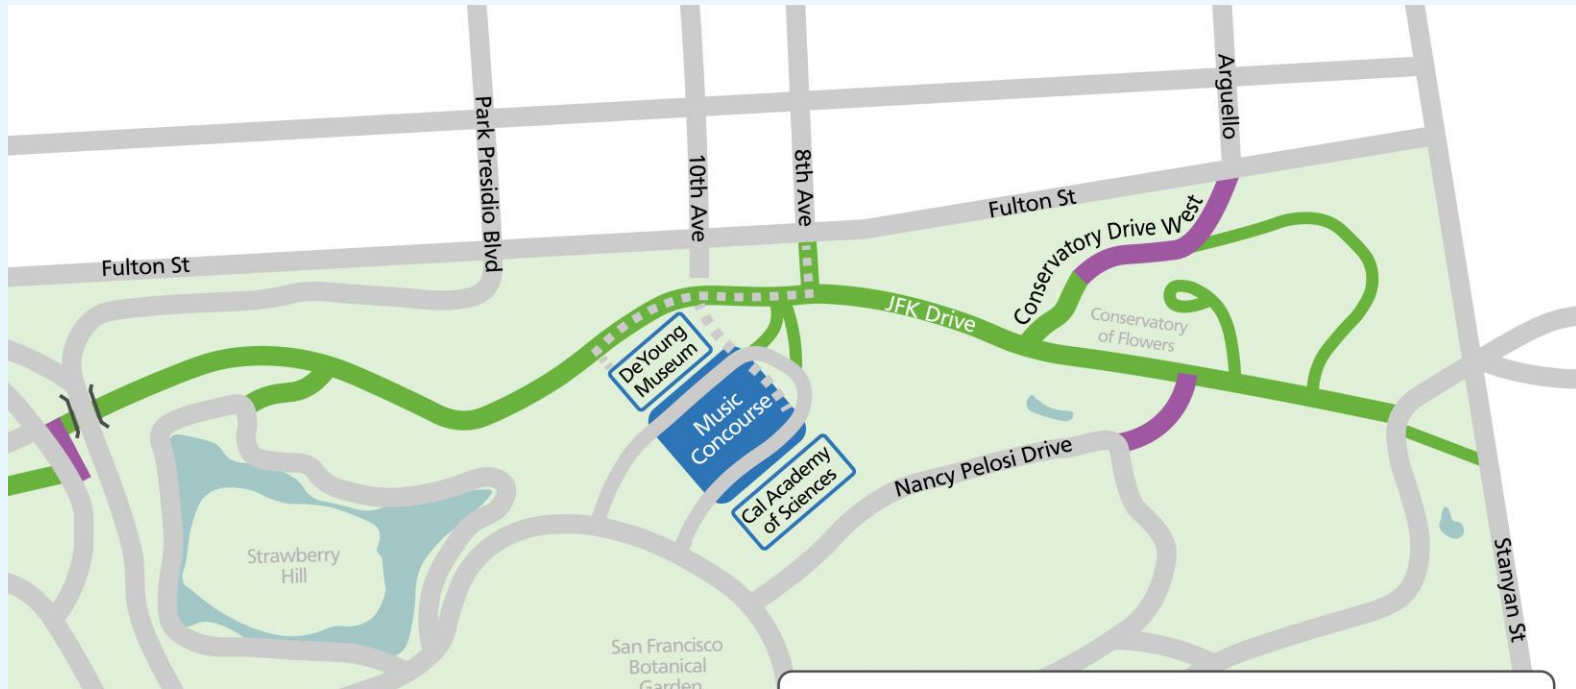 Park Presidio Blvd
10th Ave
8th Ave
Arguello
Fulton St
Fulton St
Conservatory Drive West
JFK Drive
Conservatory
of Flowers
DeYoung
Museum
Music
Concourse
Cal Academy
of Sciences
Nancy Pelosi Drive
Strawberry
Hill
Stanyan St
San Francisco
Botanical
Garden